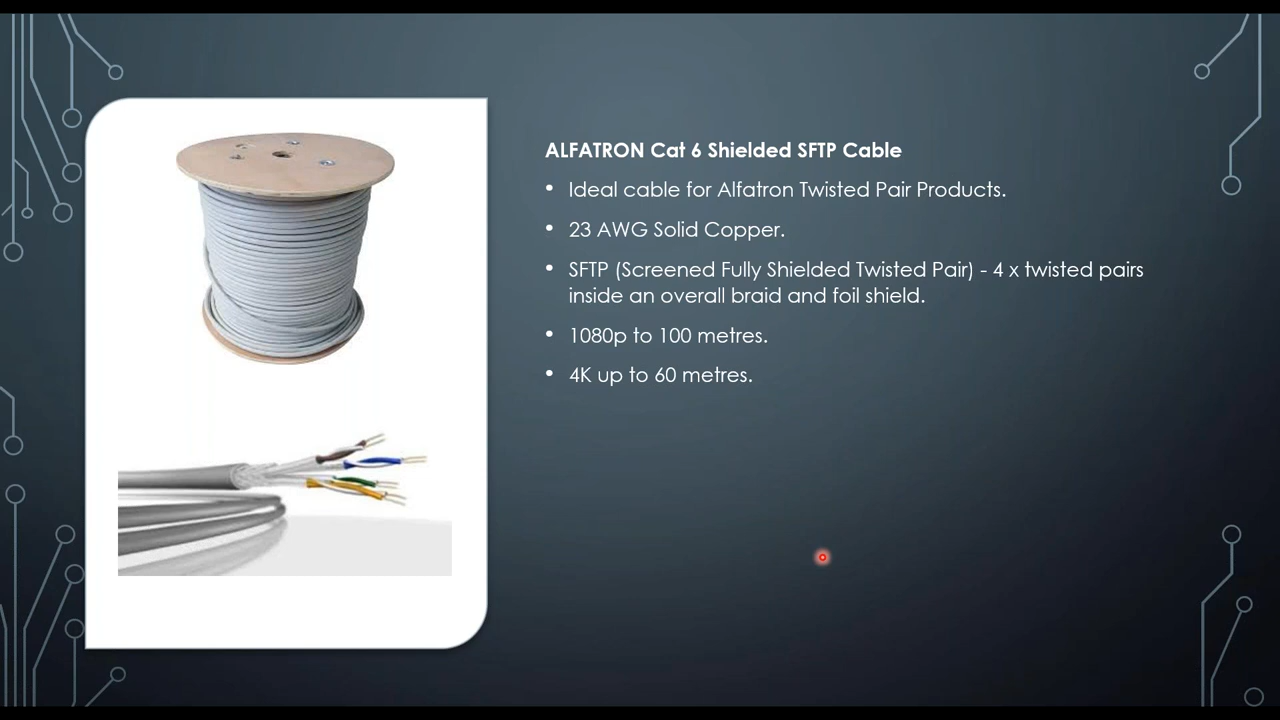 ALFATRON Cat 6 Shielded SFTP Cable
• Ideal cable for Alfatron Twisted Pair Products.
• 23 AWG Solid Copper.
• SFTP (Screened Fully Shielded Twisted Pair) - 4 x twisted pairs
inside an overall braid and foil shield.
• 1080p to 100 metres.
• 4K up to 60 metres.